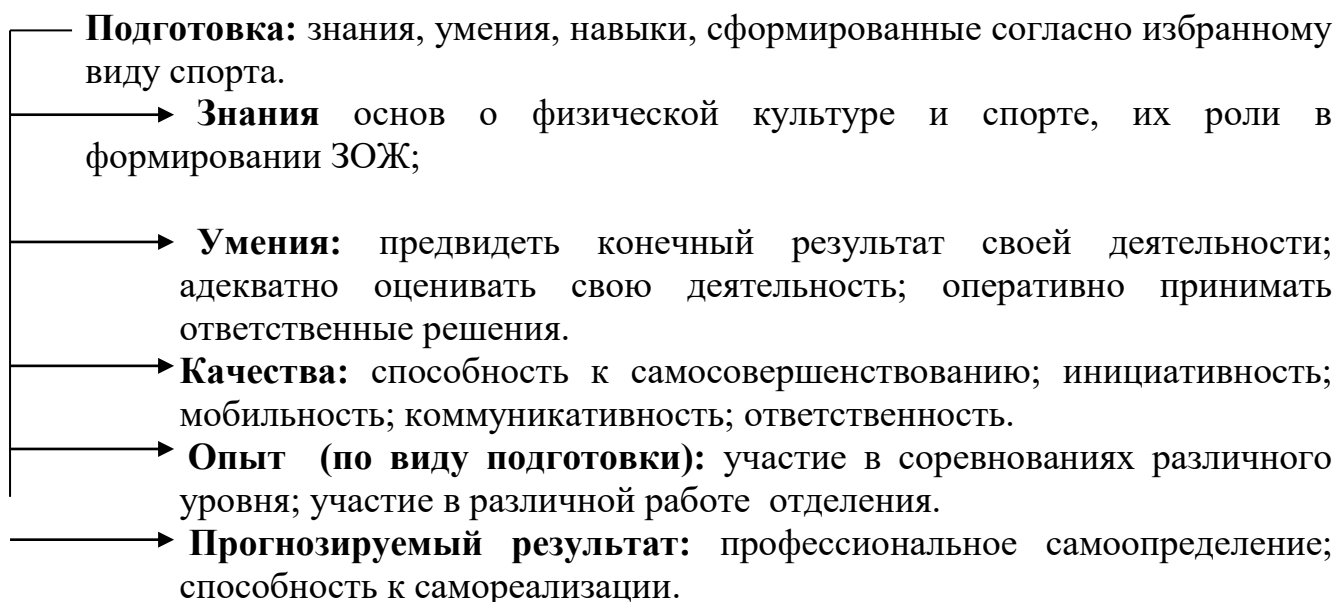 Подготовка: знания, умения, навыки, сформированные согласно избранному
виду спорта.
Знания основ о физической культуре и спорте, их роли в
формировании ЗОЖ;
Умения: предвидеть конечный результат своей деятельности;
адекватно оценивать свою деятельность; оперативно принимать
ответственные решения.
Качества: способность к самосовершенствованию; инициативность;
мобильность; коммуникативность; ответственность.
Опыт (по виду подготовки): участие в соревнованиях различного
уровня; участие в различной работе отделения.
Прогнозируемый результат: профессиональное самоопределение;
способность к самореализации.